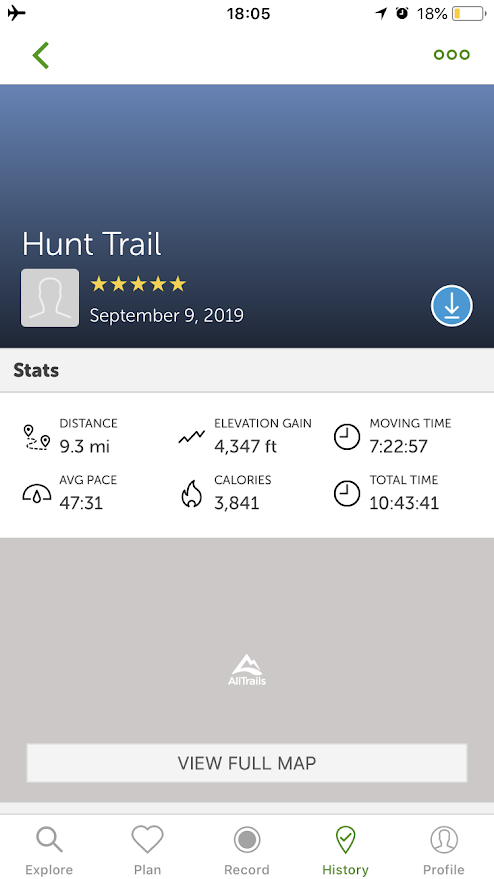 18:05
18%
Hunt Trail
September 9, 2019
Stats
DISTANCE
9.3 mi
ELEVATION GAIN
4,347 ft
MOVING TIME
7:22:57
AVG PACE
47:31
CALORIES
3,841
TOTAL TIME
10:43:41
AllTrails
VIEW FULL MAP
Explore
Plan
Record
History
Profile